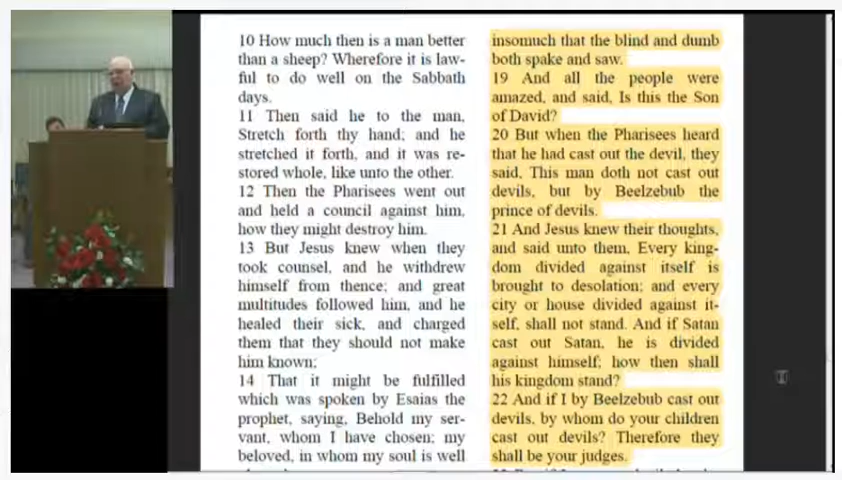 10 How much then is a man better
than a sheep? Wherefore it is law-
ful to do well on the Sabbath
days.
11 Then said he to the man,
Stretch forth thy hand; and he
stretched it forth, and it was re-
stored whole, like unto the other.
12 Then the Pharisees went out
and held a council against him,
how they might destroy him.
13 But Jesus knew when they
took counsel, and he withdrew
himself from thence; and great
multitudes followed him, and he
healed their sick, and charged
them that they should not make
him known;
14 That it might be fulfilled
which was spoken by Esaias the
prophet, saying, Behold my ser-
vant, whom I have chosen; my
beloved, in whom my soul is well
insomuch that the blind and dumb
both spake and saw.
19 And all the people were
amazed, and said, Is this the Son
of David?
20 But when the Pharisees heard
that he had cast out the devil, they
said, This man doth not cast out
devils, but by Beelzebub the
prince of devils.
21 And Jesus knew their thoughts,
and said unto them, Every king-
dom divided against itself is
brought to desolation; and every
city or house divided against it-
self, shall not stand. And if Satan
cast out Satan, he is divided
against himself; how then shall
his kingdom stand?
22 And if I by Beelzebub cast out
devils, by whom do your children
cast out devils? Therefore they
shall be your judges.